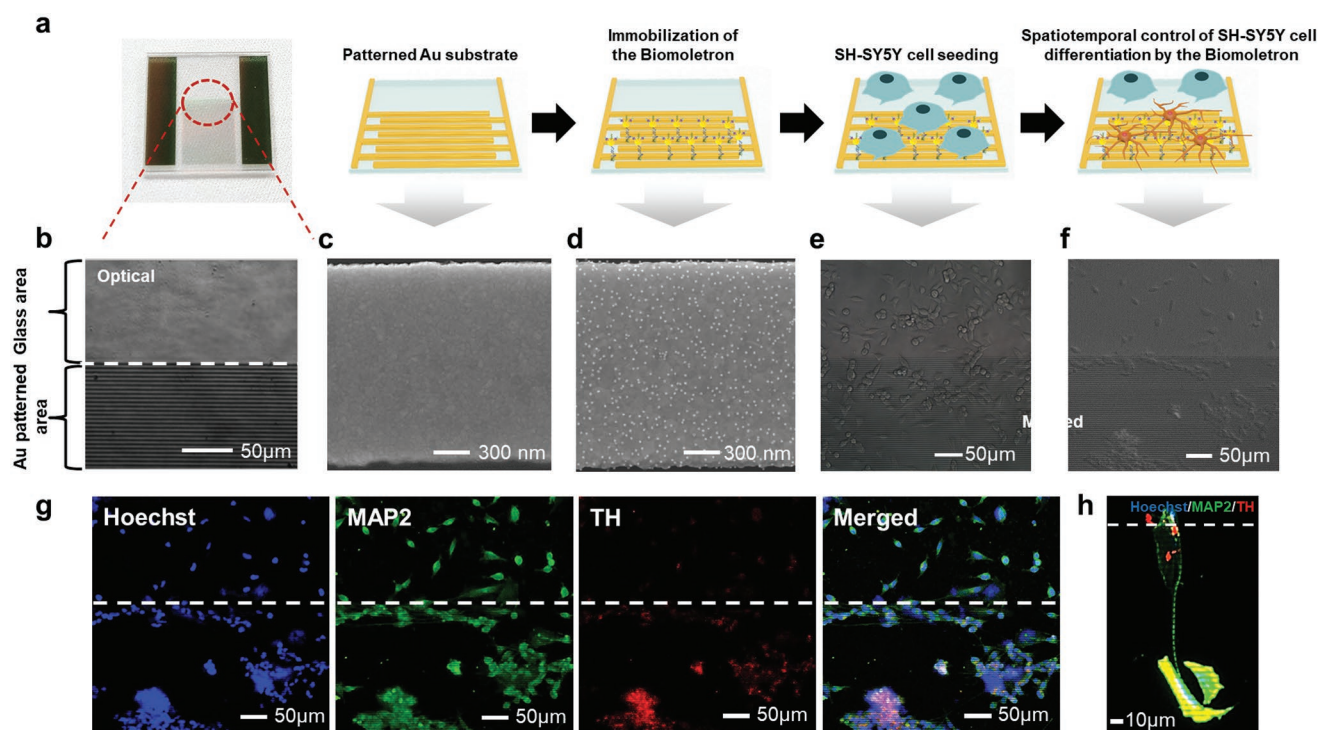 a
Patterned Au substrate
Immobilization of
the Biomoletron
SH-SY5Y cell seeding
Spatiotemporal control of SH-SY5Y cell
differentiation by the Biomoletron
b
c
d
e
f
Glass area
Au patterned
area
Optical
50μm
300 nm
300 nm
50μm
50μm
g
Hoechst
MAP2
TH
Merged
50μm
50μm
50μm
50μm
h
Hoechst/MAP2/TH
10μm